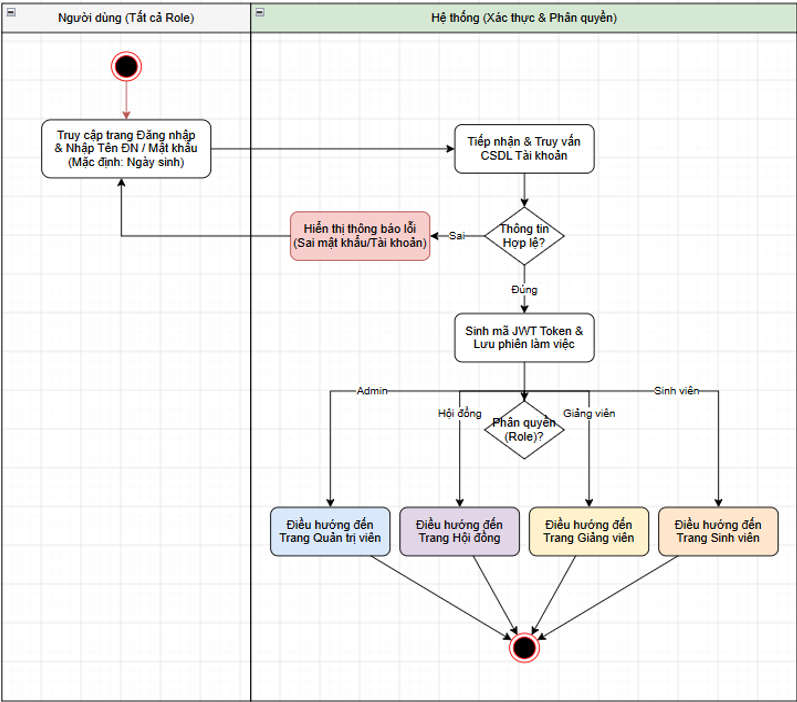 Người dùng (Tất cả Role)
Hệ thống (Xác thực & Phân quyền)
Truy cập trang Đăng nhập
& Nhập Tên ĐN / Mật khẩu
(Mặc định: Ngày sinh)
Tiếp nhận & Truy vấn
CSDL Tài khoản
Hiển thị thông báo lỗi
(Sai mật khẩu/Tài khoản)
Sai
Thông tin
Hợp lệ?
Đúng
Sinh mã JWT Token &
Lưu phiên làm việc
Admin
Hội đồng
Giảng viên
Sinh viên
Phân quyền
(Role)?
Điều hướng đến
Trang Quản trị viên
Điều hướng đến
Trang Hội đồng
Điều hướng đến
Trang Giảng viên
Điều hướng đến
Trang Sinh viên